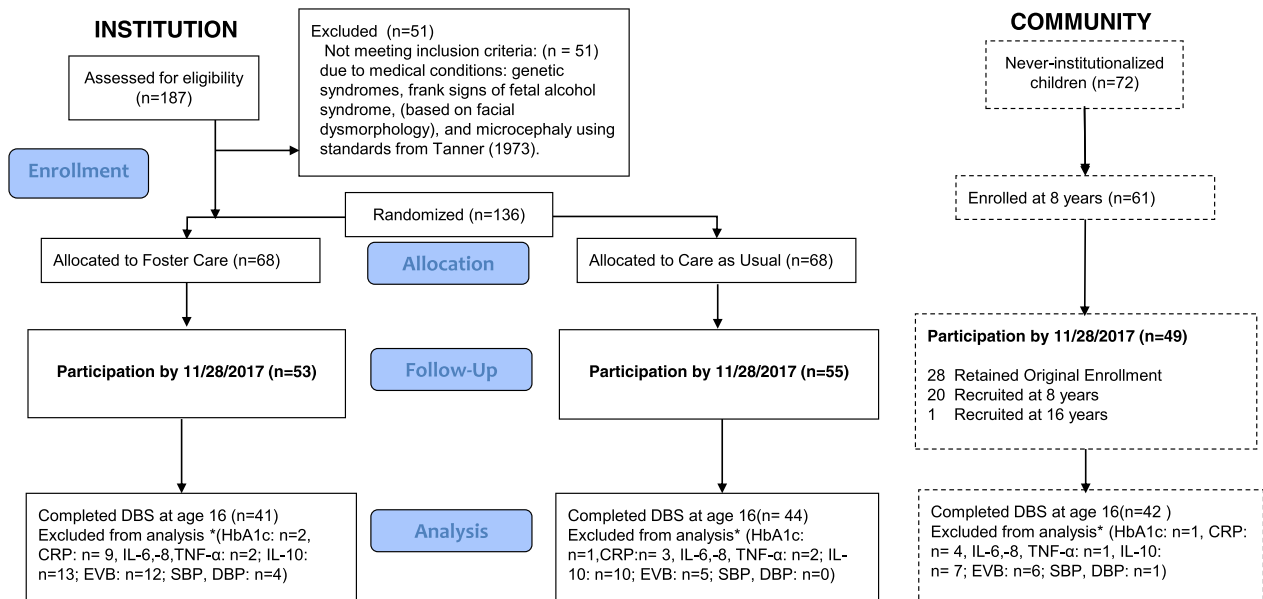 INSTITUTION
Assessed for eligibility
(n=187)
Excluded (n=51)
Not meeting inclusion criteria: (n = 51)
due to medical conditions: genetic
syndromes, frank signs of fetal alcohol
syndrome, (based on facial
dysmorphology), and microcephaly using
standards from Tanner (1973).
Enrollment
Randomized (n=136)
Allocated to Foster Care (n=68)
Allocation
Allocated to Care as Usual (n=68)
Participation by 11/28/2017 (n=53)
Follow-Up
Participation by 11/28/2017 (n=55)
Completed DBS at age 16 (n=41)
Excluded from analysis *(HbA1c: n=2,
CRP: n= 9, IL-6,-8,TNF-α: n=2; IL-10:
n=13; EVB: n=12; SBP, DBP: n=4)
Analysis
Completed DBS at age 16(n= 44)
Excluded from analysis* (HbA1c:
n=1,CRP:n= 3, IL-6,-8, TNF-α: n=2; IL-
10: n=10; EVB: n=5; SBP, DBP: n=0)
COMMUNITY
Never-institutionalized
children (n=72)
Enrolled at 8 years (n=61)
Participation by 11/28/2017 (n=49)
28 Retained Original Enrollment
20 Recruited at 8 years
1 Recruited at 16 years
Completed DBS at age 16(n=42 )
Excluded from analysis* (HbA1c: n=1, CRP:
n= 4, IL-6,-8, TNF-α: n=1, IL-10:
n= 7; EVB: n=6; SBP, DBP: n=1)